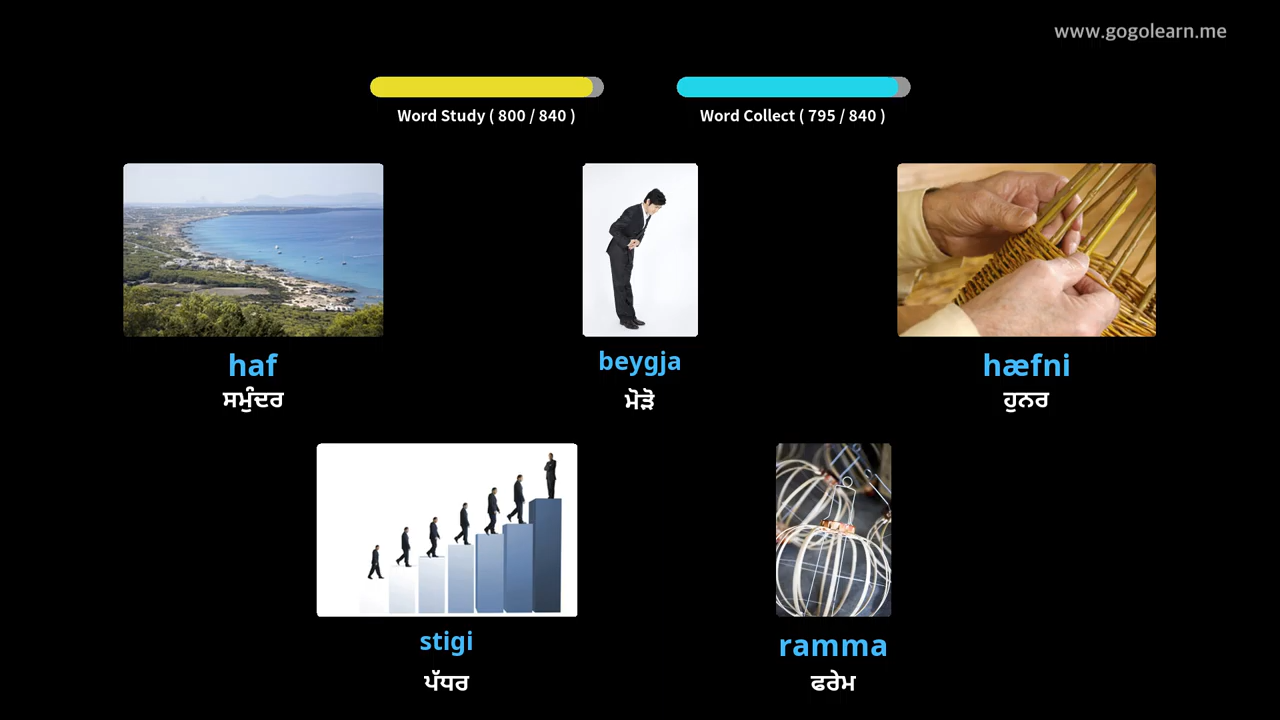 www.gogolearn.me
Word Study ( 800 / 840 )
Word Collect ( 795 / 840 )
haf
ਸਮੁੰਦਰ
beygja
ਮੋੜੋ
hæfni
ਹੁਨਰ
stigi
ਪੱਧਰ
ramma
ਫਰੇਮ